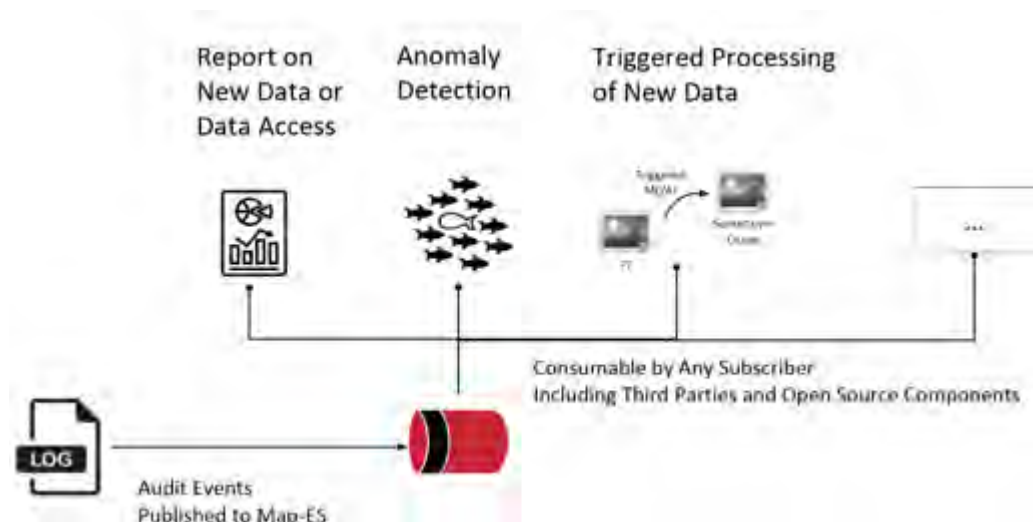 Report on
New Data or
Data Access
Anomaly
Detection
Triggered Processing
of New Data
Triggered
...
Consumable by Any Subscriber
Including Third Parties and Open Source Components
LOG
Audit Events
Published to Map-ES